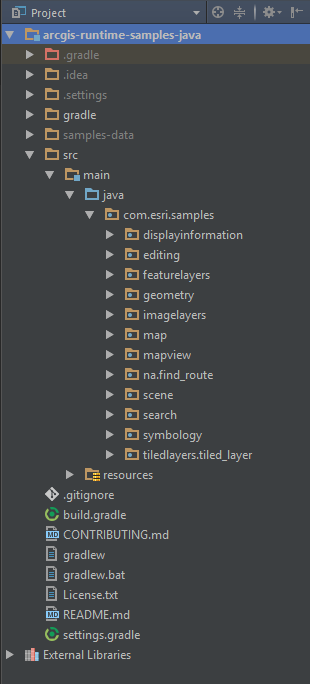 Project
arcgis-runtime-samples-java
.gradle
.idea
.settings
gradle
samples-data
src
main
java
com.esri.samples
displayinformation
editing
featurelayers
geometry
imagelayers
map
mapview
na.find_route
scene
search
symbology
tiledlayers.tiled_layer
resources
.gitignore
build.gradle
MD CONTRIBUTING.md
gradlew
gradlew.bat
License.txt
MD README.md
settings.gradle
External Libraries